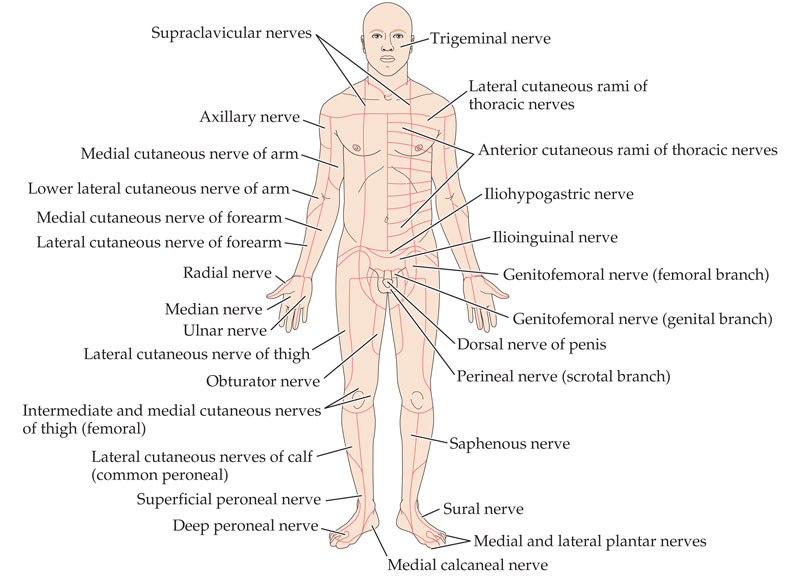 Supraclavicular nerves
Trigeminal nerve
Lateral cutaneous rami of
thoracic nerves
Axillary nerve
Anterior cutaneous rami of thoracic nerves
Medial cutaneous nerve of arm
Lower lateral cutaneous nerve of arm
Iliohypogastric nerve
Medial cutaneous nerve of forearm
Ilioinguinal nerve
Lateral cutaneous nerve of forearm
Radial nerve
Genitofemoral nerve (femoral branch)
Median nerve
Genitofemoral nerve (genital branch)
Ulnar nerve
Dorsal nerve of penis
Lateral cutaneous nerve of thigh
Perineal nerve (scrotal branch)
Obturator nerve
Intermediate and medial cutaneous nerves
of thigh (femoral)
Saphenous nerve
Lateral cutaneous nerves of calf
(common peroneal)
Superficial peroneal nerve
Sural nerve
Deep peroneal nerve
Medial and lateral plantar nerves
Medial calcaneal nerve